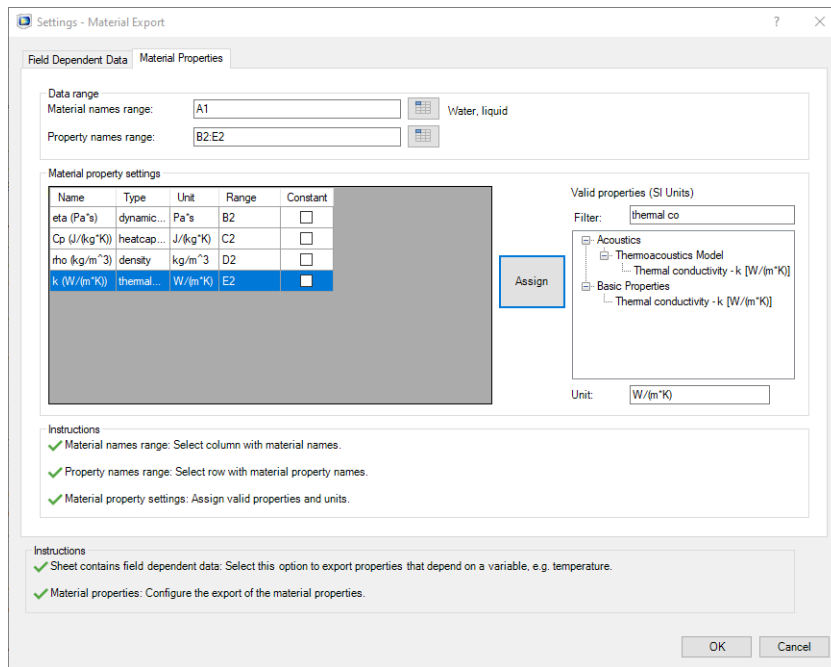 Settings - Material Export
Field Dependent Data Material Properties
Data range
Material names range: A1 Water, liquid
Property names range: B2:E2
Material property settings
Name Type Unit Range Constant
eta (Pa*s) dynamic... Pa*s B2
Cp (J/(kg*K)) heatcap... J/(kg*K) C2
rho (kg/m^3) density kg/m^3 D2
k (W/(m*K)) thermal... W/(m*K) E2
Assign
Valid properties (SI Units)
Filter: thermal co
Acoustics
Thermoacoustics Model
Thermal conductivity - k [W/(m*K)]
Basic Properties
Thermal conductivity - k [W/(m*K)]
Unit: W/(m*K)
Instructions
Material names range: Select column with material names.
Property names range: Select row with material property names.
Material property settings: Assign valid properties and units.
Instructions
Sheet contains field dependent data: Select this option to export properties that depend on a variable, e.g. temperature.
Material properties: Configure the export of the material properties.
OK Cancel